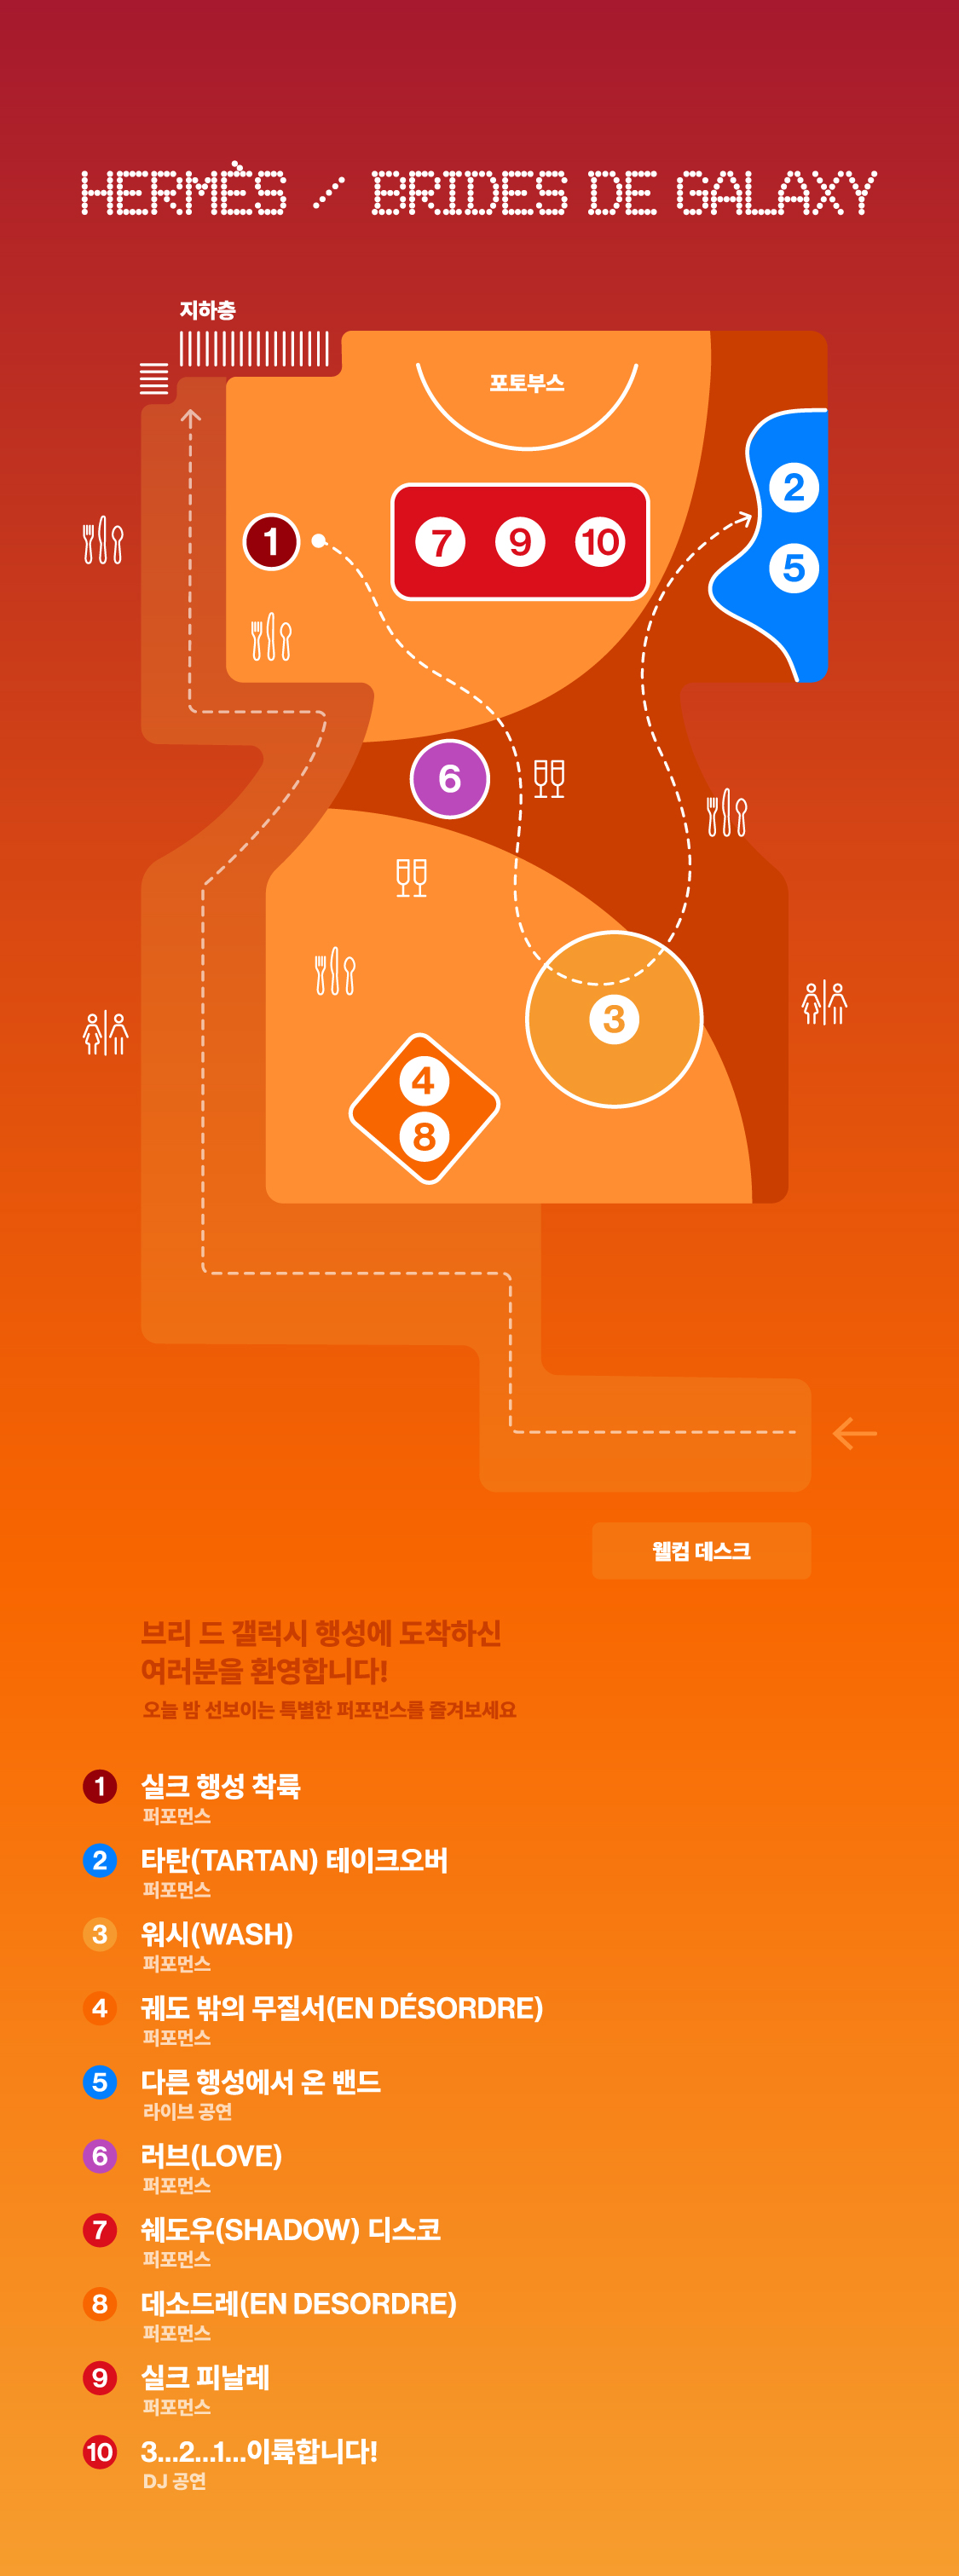 HERMÈS / BRIDES DE GALAXY
지하층
포토부스
2
1
7 9 10
5
6
3
4
8
웰컴 데스크
브리 드 갤럭시 행성에 도착하신
여러분을 환영합니다!
오늘 밤 선보이는 특별한 퍼포먼스를 즐겨보세요
1 실크 행성 착륙
퍼포먼스
2 타탄(TARTAN) 테이크오버
퍼포먼스
3 워시(WASH)
퍼포먼스
4 궤도 밖의 무질서(EN DÉSORDRE)
퍼포먼스
5 다른 행성에서 온 밴드
라이브 공연
6 러브(LOVE)
퍼포먼스
7 쉐도우(SHADOW) 디스코
퍼포먼스
8 데소드레(EN DESORDRE)
퍼포먼스
9 실크 피날레
퍼포먼스
10 3...2...1...이륙합니다!
DJ 공연